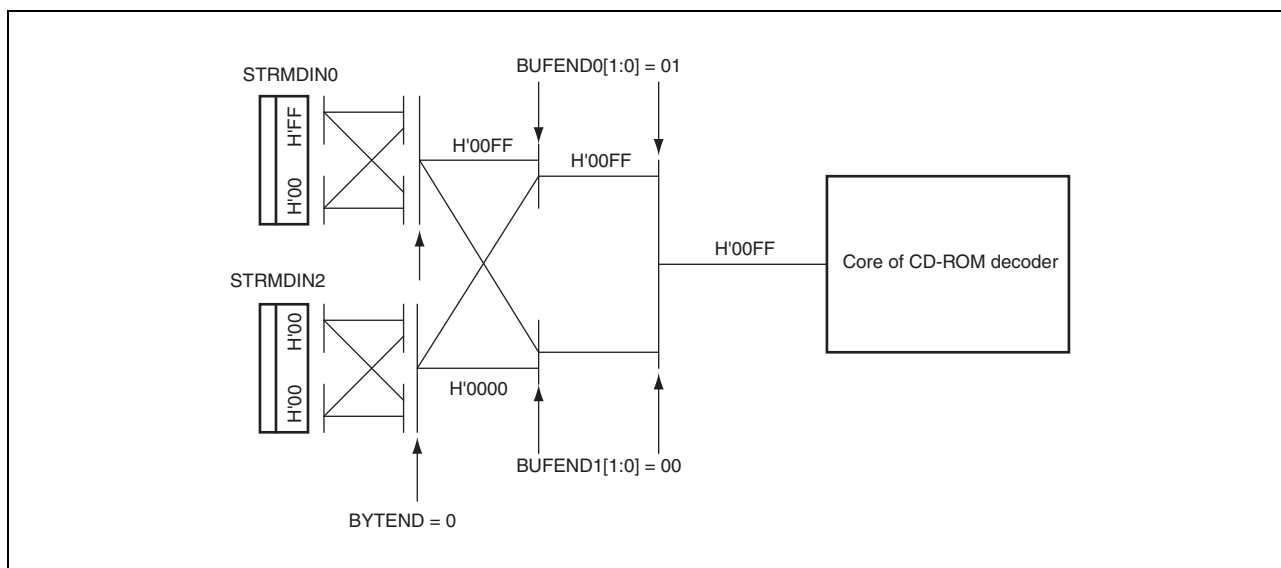 BUFEND0[1:0] = 01
STRMDIN0
H'FF
H'00
H'00FF
H'00FF
H'00FF
Core of CD-ROM decoder
STRMDIN2
H'00
H'00
H'0000
BUFEND1[1:0] = 00
BYTEND = 0